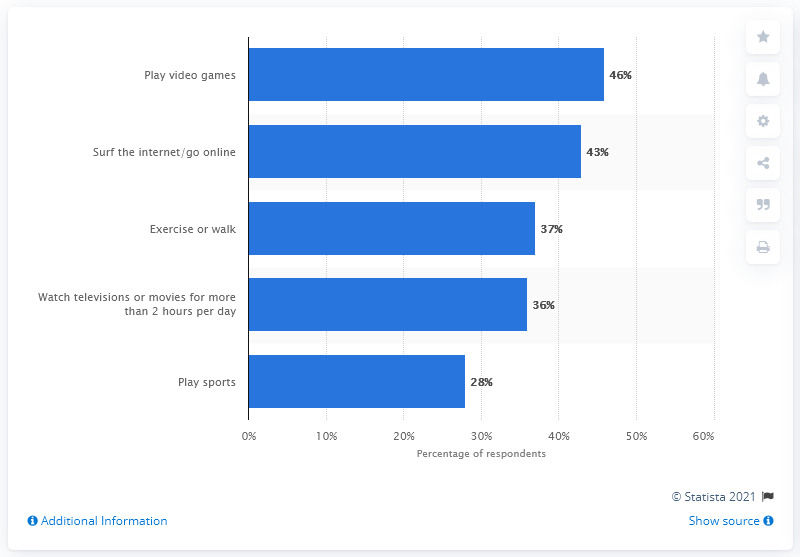 Play video games
46%
Surf the internet/go online
43%
Exercise or walk
37%
Watch televisions or movies for more
than 2 hours per day
36%
Play sports
28%
0% 10% 20% 30% 40% 50% 60%
Percentage of respondents
© Statista 2021
Additional Information
Show source